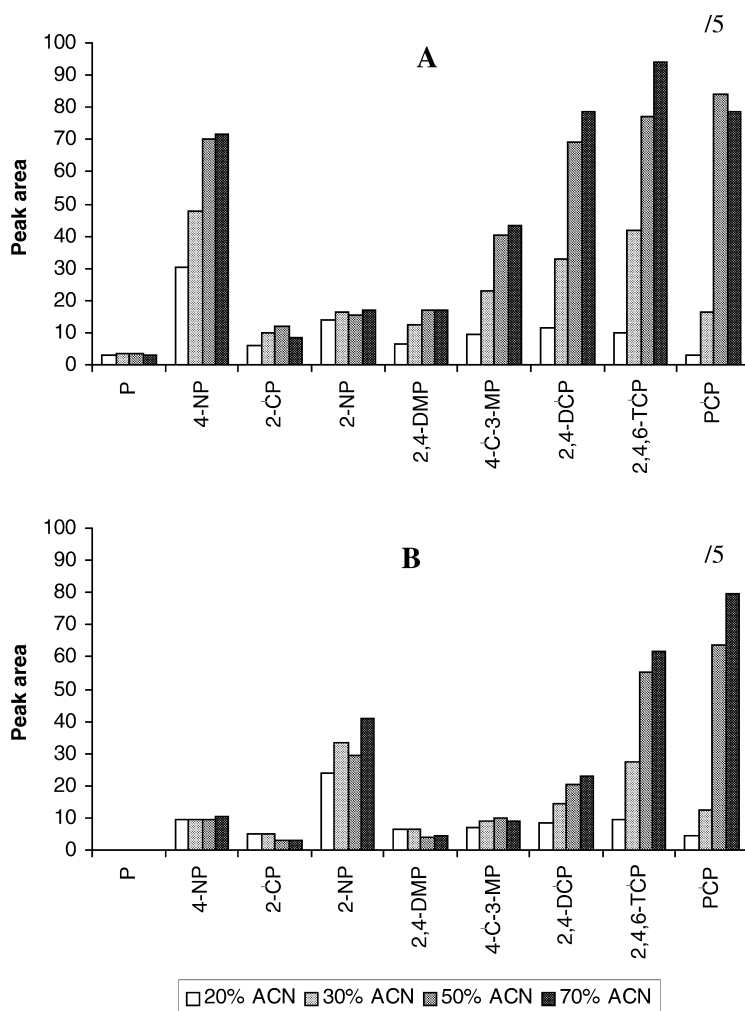 /5
A
100
90
80
70
60
50
40
30
20
10
0
Peak area
P
4-NP
2-CP
2-NP
2,4-DMP
4-C-3-MP
2,4-DCP
2,4,6-TCP
PCP
/5
B
100
90
80
70
60
50
40
30
20
10
0
Peak area
P
4-NP
2-CP
2-NP
2,4-DMP
4-C-3-MP
2,4-DCP
2,4,6-TCP
PCP
20% ACN 30% ACN 50% ACN 70% ACN